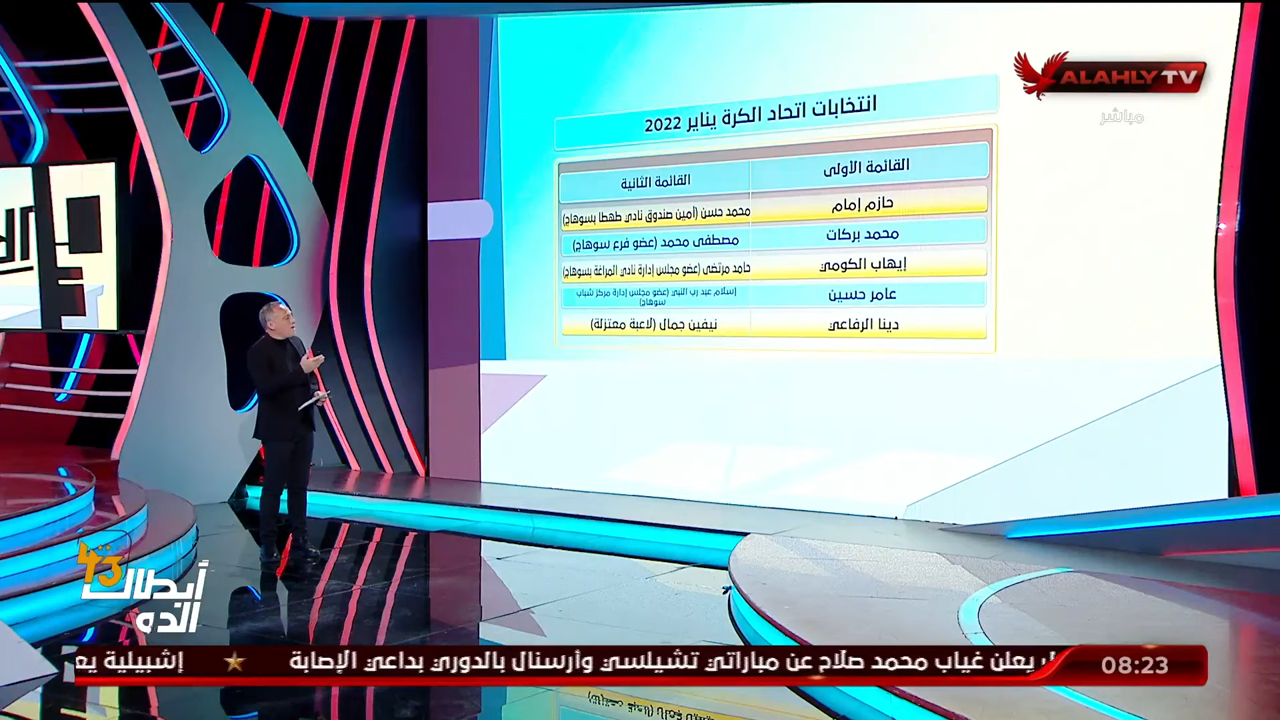 ALAHLY TV
مباشر
انتخابات اتحاد الكرة يناير 2022
القائمة الأولى
القائمة الثانية
حازم إمام
محمد حسن (أمين صندوق نادي طهطا بسوهاج)
محمد بركات
مصطفى محمد (عضو فرع سوهاج)
إيهاب الكومي
حامد مرتضى (عضو مجلس إدارة نادي المراغة بسوهاج)
عامر حسين
إسلام عبد رب النبي (عضو مجلس إدارة مركز شباب
سوهاج)
دينا الرفاعي
نيفين جمال (لاعبة معتزلة)
43
أبطال
الدو
يعلن غياب محمد صلاح عن مباراتي تشيلسي وأرسنال بالدوري بداعي الإصابة ★ إشبيلية
08:23